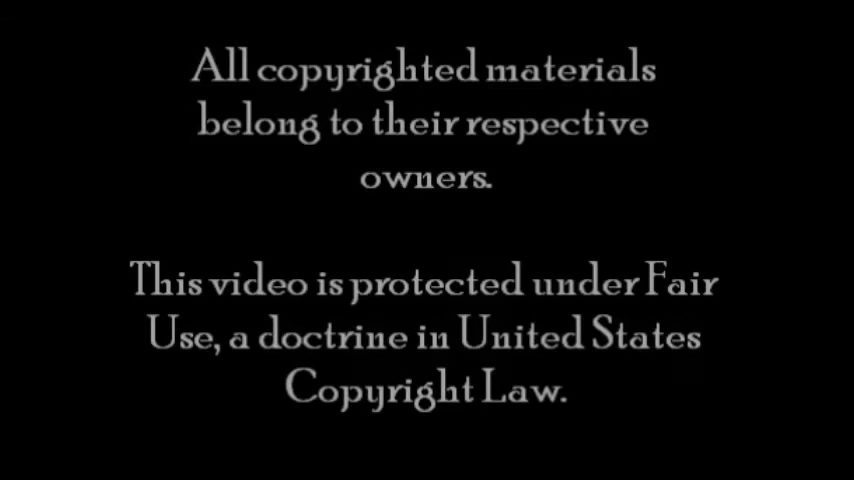 All copyrighted materials
belong to their respective
owners.
This video is protected under Fair
Use, a doctrine in United States
Copyright Law.